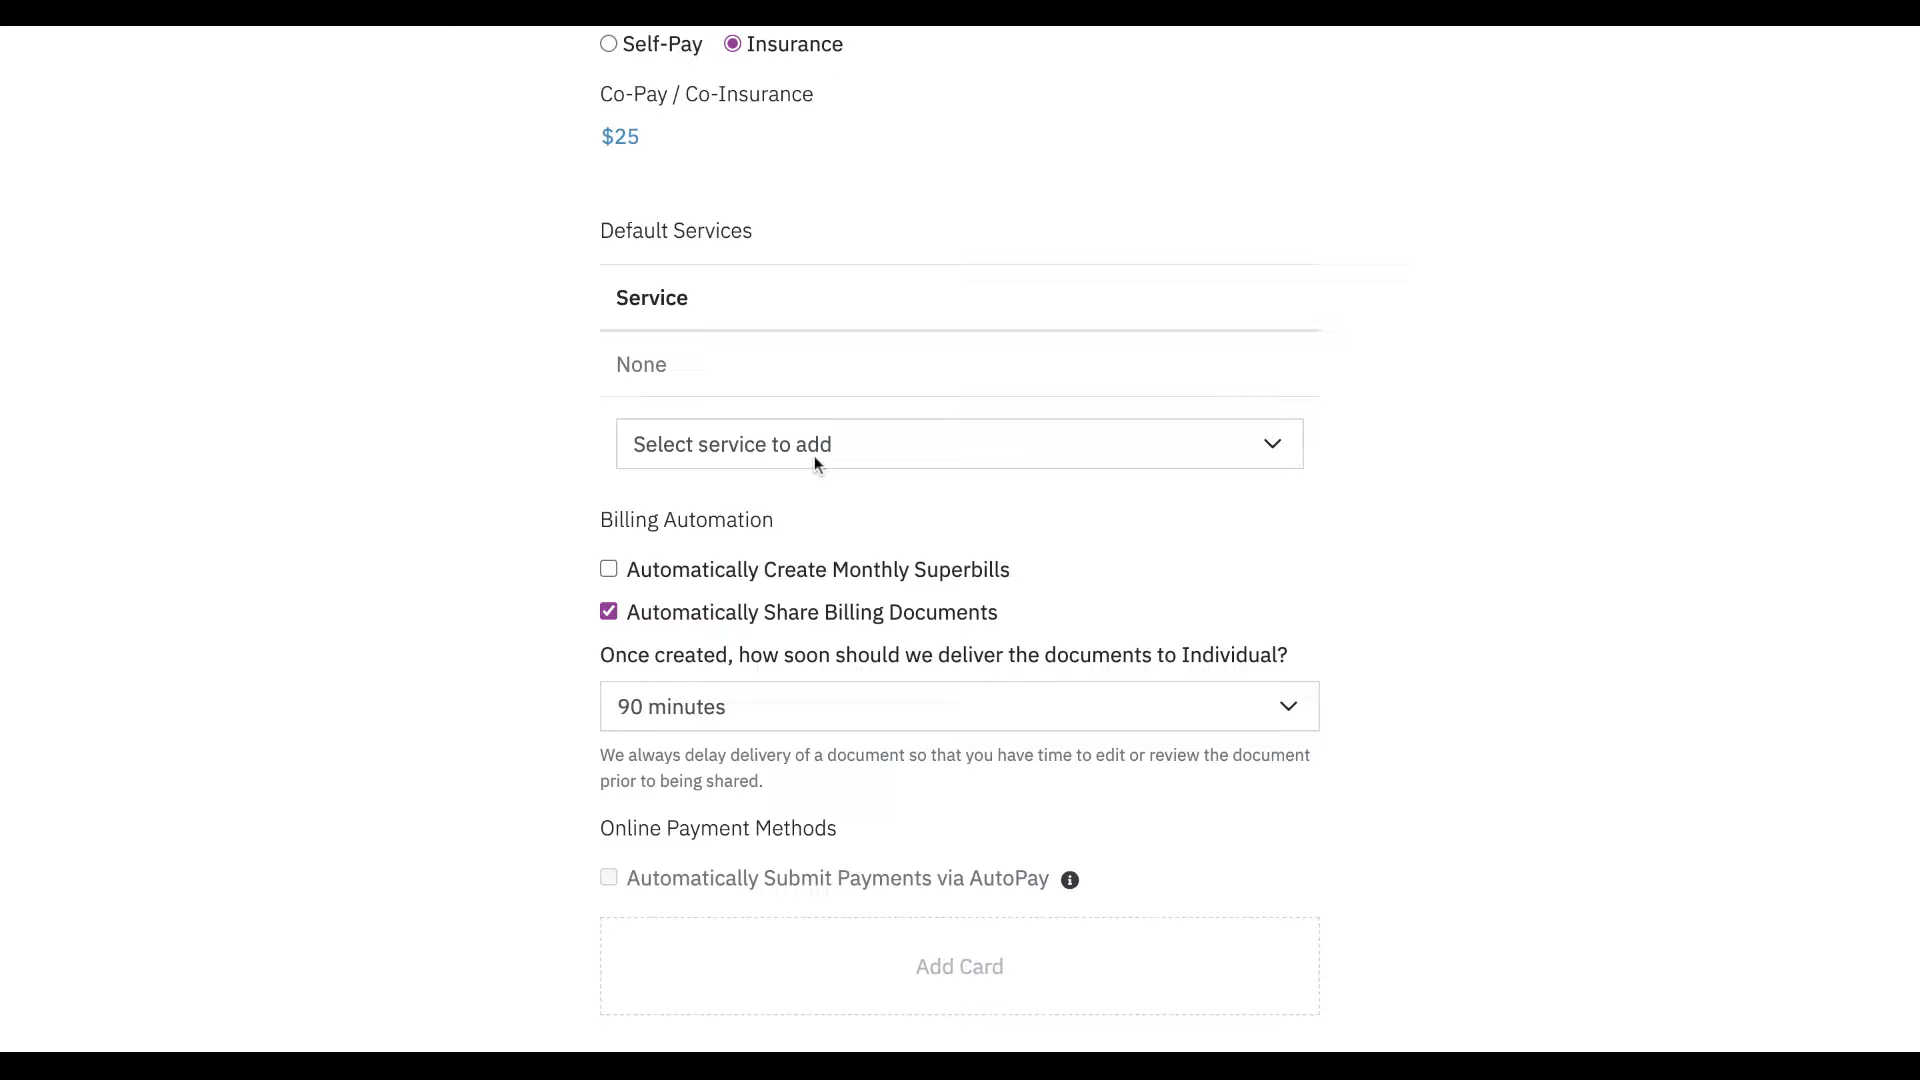 Self-Pay Insurance
Co-Pay / Co-Insurance
$25
Default Services
Service
None
Select service to add
Billing Automation
Automatically Create Monthly Superbills
Automatically Share Billing Documents
Once created, how soon should we deliver the documents to Individual?
90 minutes
We always delay delivery of a document so that you have time to edit or review the document
prior to being shared.
Online Payment Methods
Automatically Submit Payments via AutoPay
Add Card